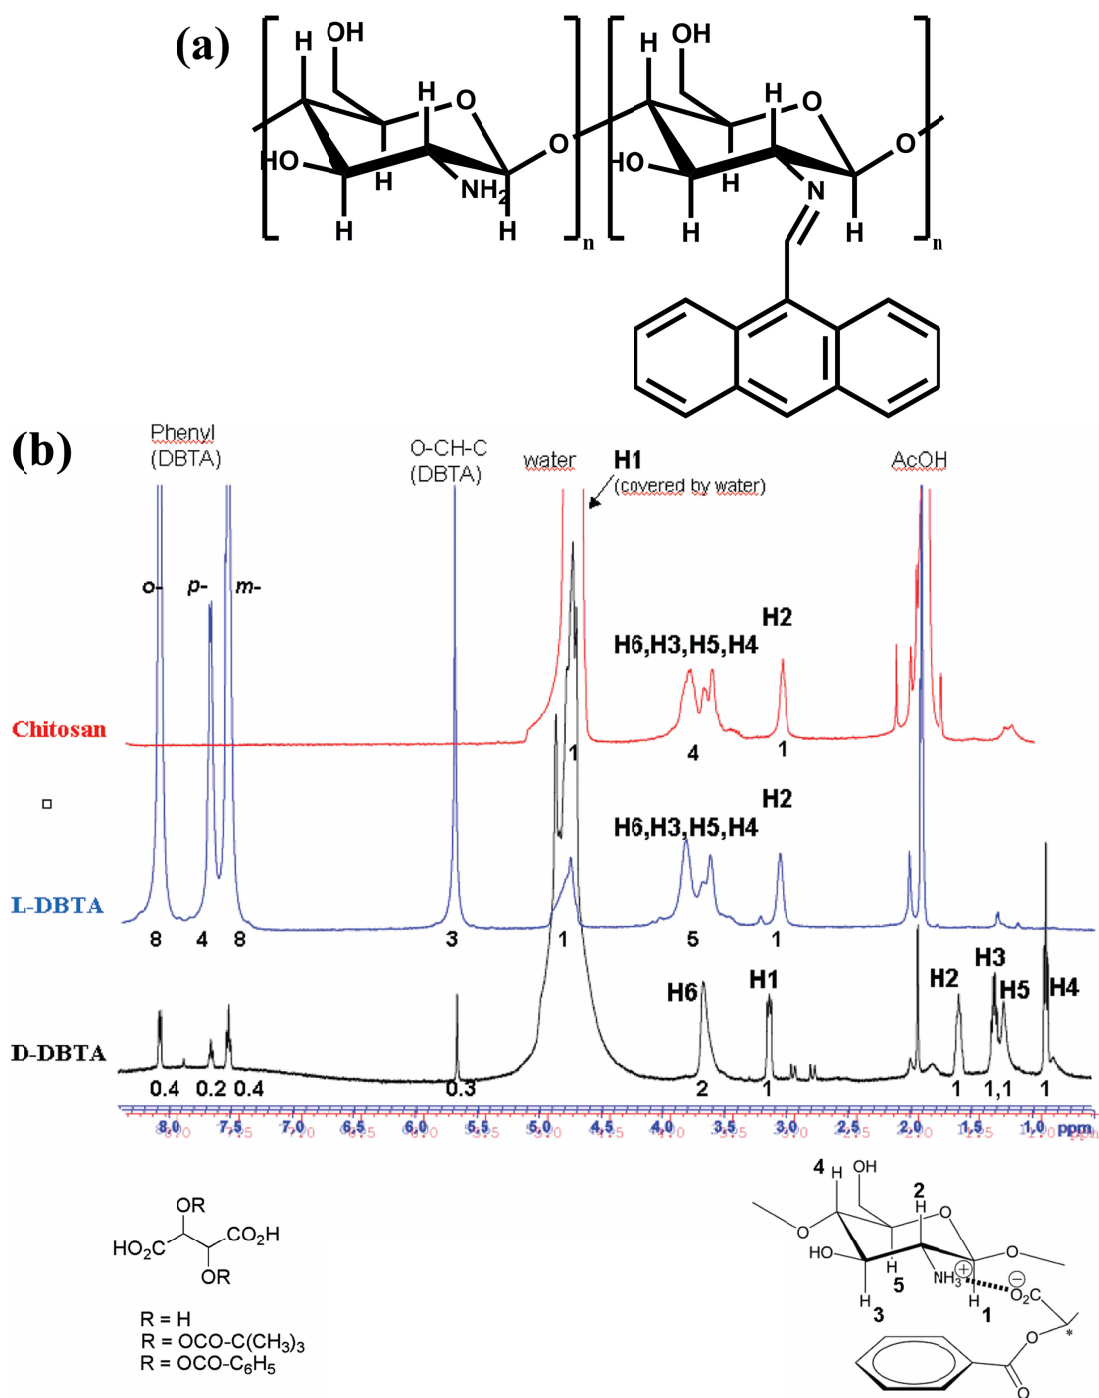 (a)
H
OH
H
O
HO
H
NH2
H
H
O
n
H
OH
H
O
HO
H
N
H
H
O
n
(b)
Phenyl
(DBTA)
O-CH-C
(DBTA)
water
H1
(covered by water)
AcOH
o-
p-
m-
H6,H3,H5,H4
H2
Chitosan
1
4
1
H6,H3,H5,H4
H2
L-DBTA
8
4
8
3
1
5
1
H6
H1
H2
H3
H5
H4
D-DBTA
0.4
0.2
0.4
0.3
2
1
1
1,1
1
8.0 7.5 6.5 6.0 5.5 5.0 4.5 4.0 3.5 3.0 2.5 2.0 1.5 1.0 ppm
OR
HO2C
CO2H
OR
R = H
R = OCO-C(CH3)3
R = OCO-C6H5
4
H
OH
2
H
O
O
HO
H
5
NH3
+
O
−
O2C
H
3
H
1
O
*
O